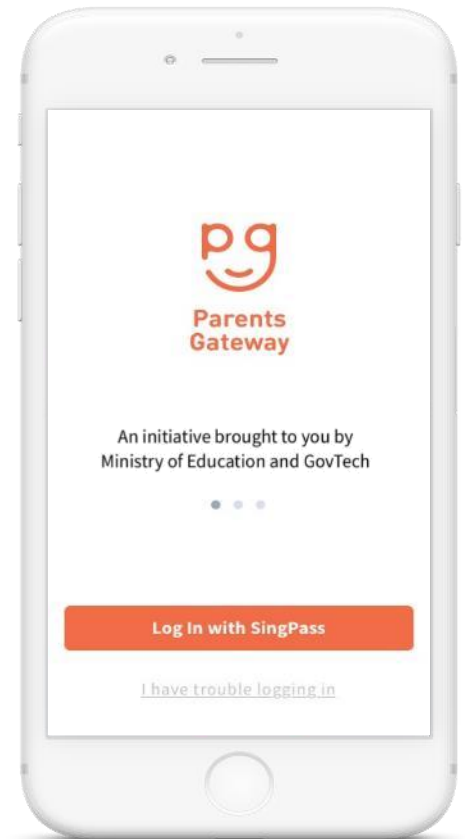 pg
Parents
Gateway
An initiative brought to you by
Ministry of Education and GovTech
Log In with SingPass
I have trouble logging in